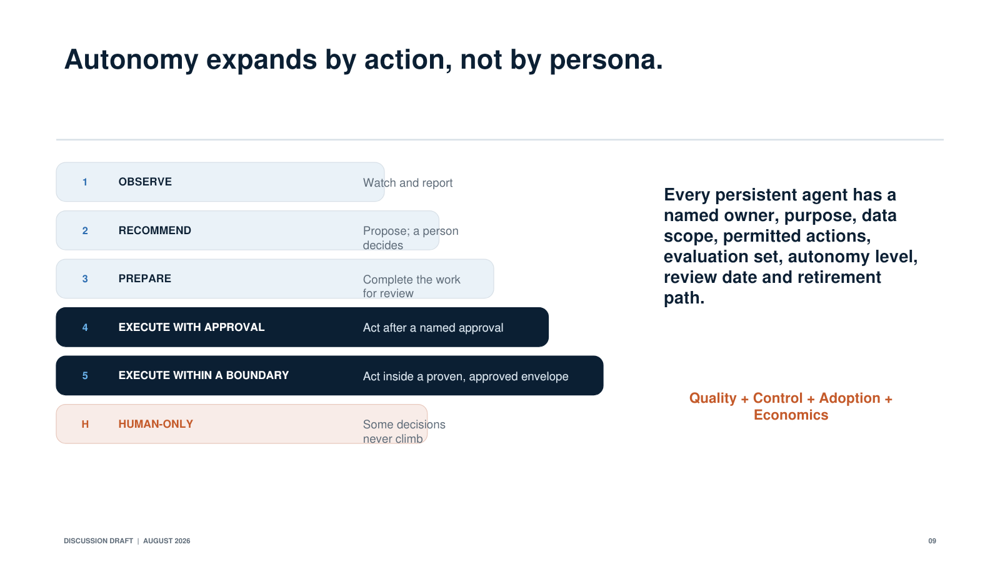 Autonomy expands by action, not by persona.
1 OBSERVE Watch and report
2 RECOMMEND Propose; a person
decides
3 PREPARE Complete the work
for review
4 EXECUTE WITH APPROVAL Act after a named approval
5 EXECUTE WITHIN A BOUNDARY Act inside a proven, approved envelope
H HUMAN-ONLY Some decisions
never climb
Every persistent agent has a
named owner, purpose, data
scope, permitted actions,
evaluation set, autonomy level,
review date and retirement
path.
Quality + Control + Adoption +
Economics
DISCUSSION DRAFT | AUGUST 2026
09